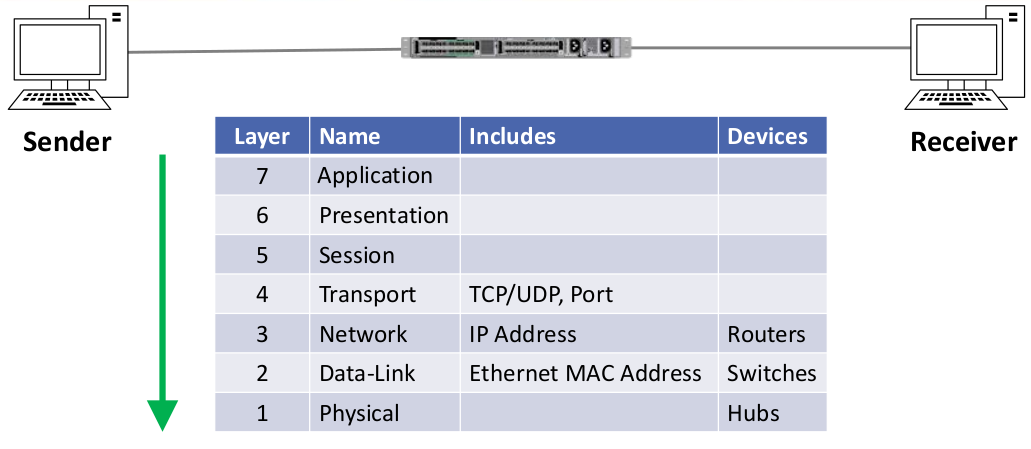 Sender
Receiver
Layer Name Includes Devices
7 Application
6 Presentation
5 Session
4 Transport TCP/UDP, Port
3 Network IP Address Routers
2 Data-Link Ethernet MAC Address Switches
1 Physical Hubs